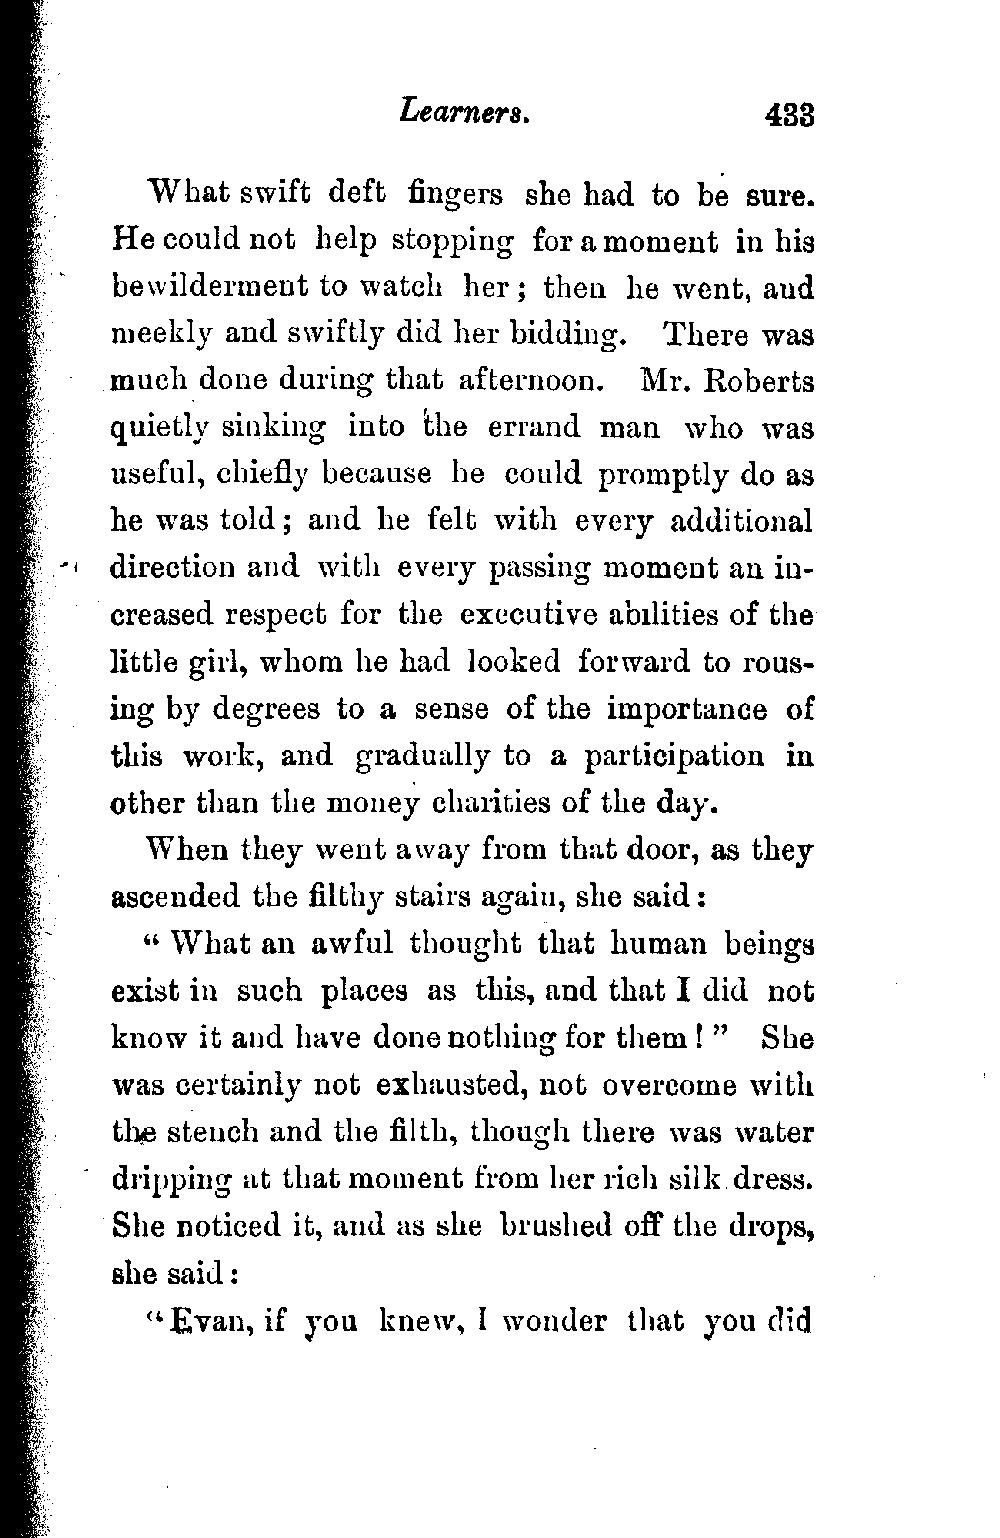 Learners. 433
What swift deft fingers she had to be sure.
He could not help stopping for a moment in his
bewilderment to watch her; then he went, and
meekly and swiftly did her bidding. There was
much done during that afternoon. Mr. Roberts
quietly sinking into the errand man who was
useful, chiefly because he could promptly do as
he was told; and he felt with every additional
direction and with every passing moment an in-
creased respect for the executive abilities of the
little girl, whom he had looked forward to rous-
ing by degrees to a sense of the importance of
this work, and gradually to a participation in
other than the money charities of the day.
When they went away from that door, as they
ascended the filthy stairs again, she said:
“What an awful thought that human beings
exist in such places as this, and that I did not
know it and have done nothing for them!” She
was certainly not exhausted, not overcome with
the stench and the filth, though there was water
dripping at that moment from her rich silk dress.
She noticed it, and as she brushed off the drops,
she said:
“Evan, if you knew, I wonder that you did